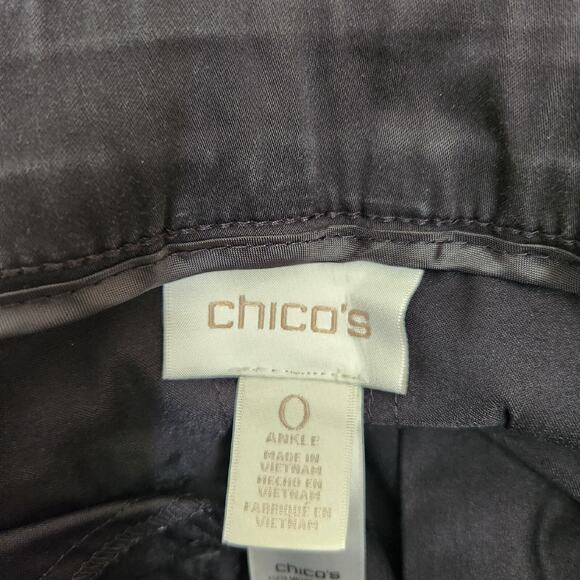 chico's
0
ANKLE
MADE IN
VIETNAM
HECHO EN
VIETNAM
FABRIQUÉ EN
VIETNAM
chico's